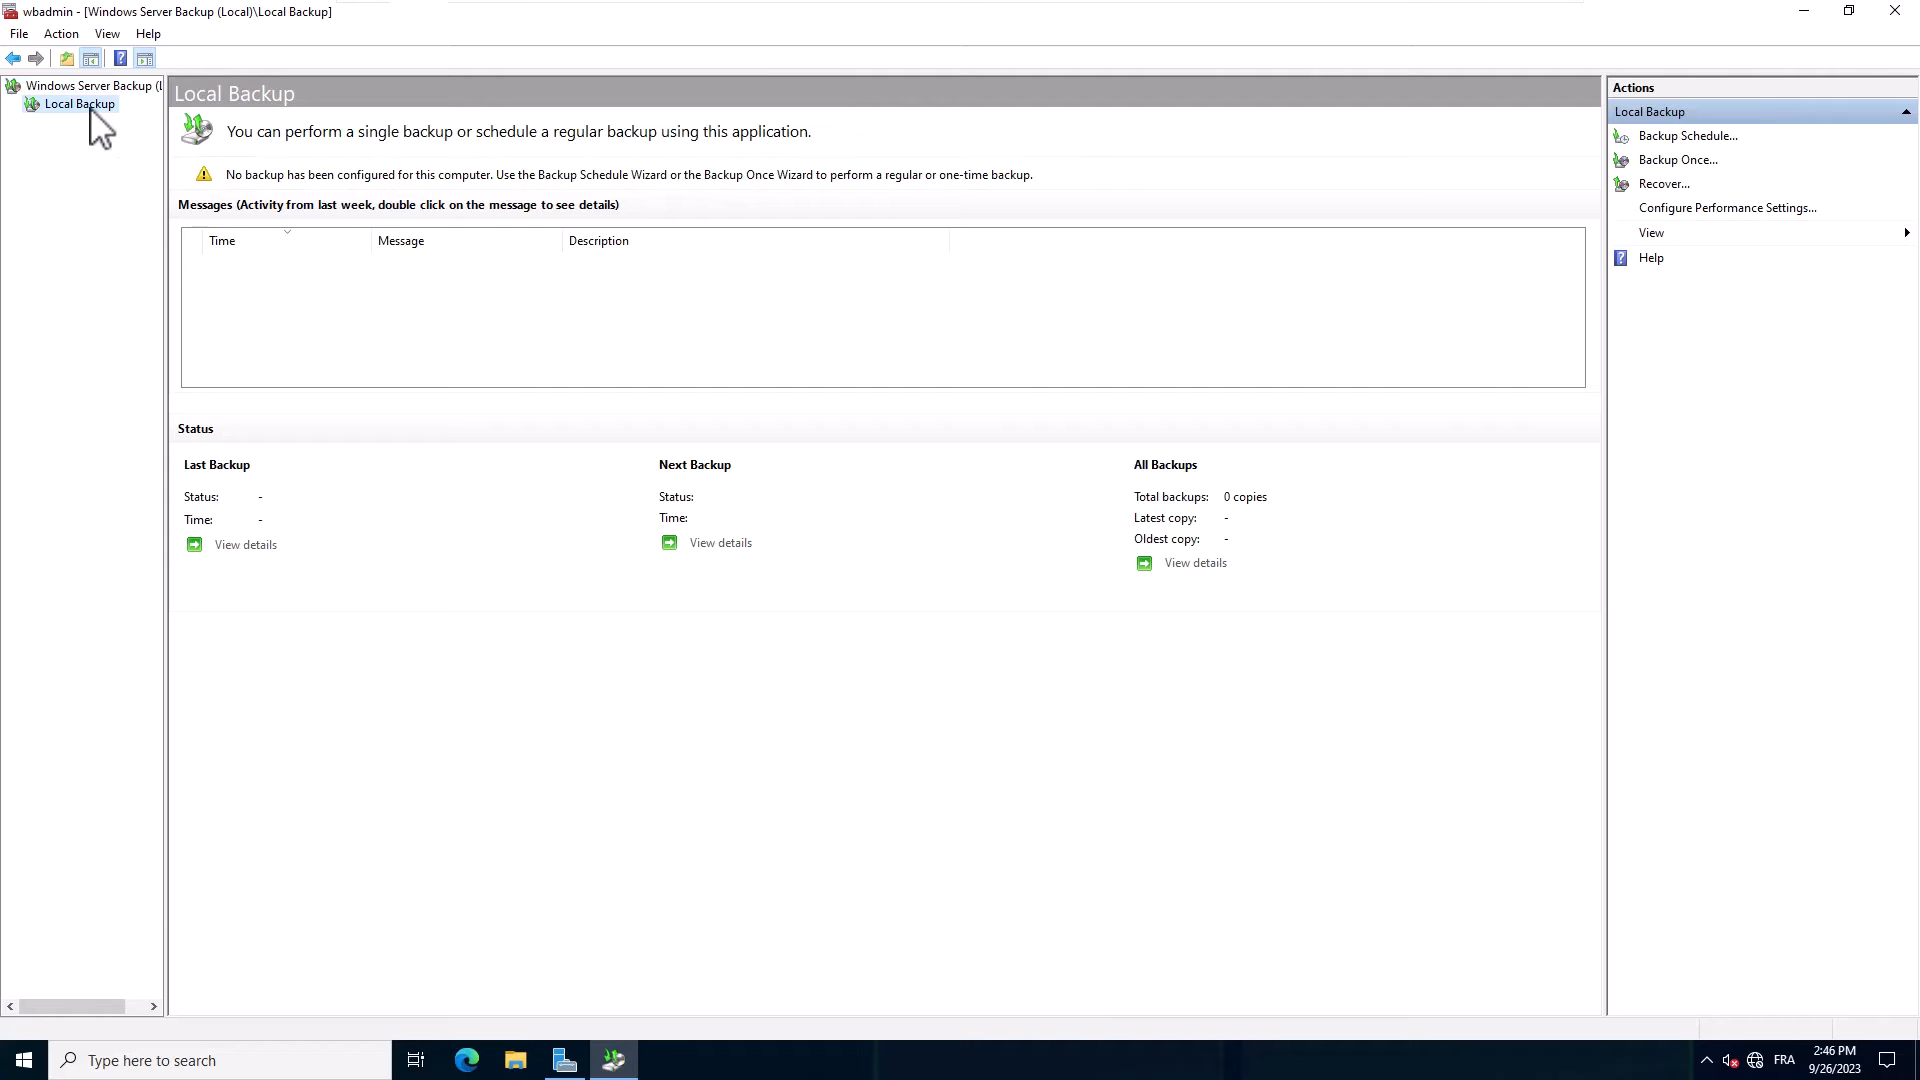 wbadmin - [Windows Server Backup (Local)\Local Backup]
File Action View Help
Windows Server Backup (L
Local Backup
Local Backup
You can perform a single backup or schedule a regular backup using this application.
No backup has been configured for this computer. Use the Backup Schedule Wizard or the Backup Once Wizard to perform a regular or one-time backup.
Messages (Activity from last week, double click on the message to see details)
Time Message Description
Status
Last Backup
Status: -
Time: -
View details
Next Backup
Status:
Time:
View details
All Backups
Total backups: 0 copies
Latest copy: -
Oldest copy: -
View details
Actions
Local Backup
Backup Schedule...
Backup Once...
Recover...
Configure Performance Settings...
View
Help
Type here to search
FRA
2:46 PM
9/26/2023